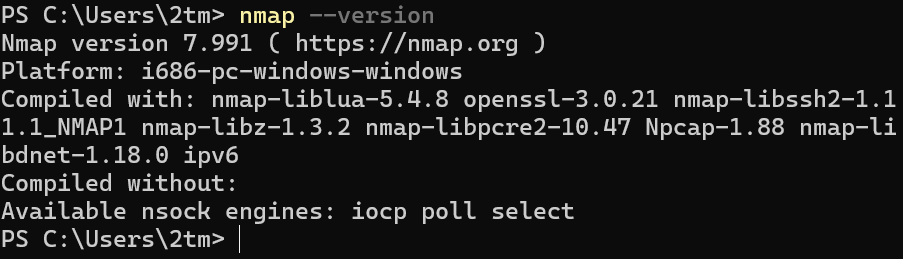 PS C:\Users\2tm> nmap --version
Nmap version 7.991 ( https://nmap.org )
Platform: i686-pc-windows-windows
Compiled with: nmap-liblua-5.4.8 openssl-3.0.21 nmap-libssh2-1.1
1.1_NMAP1 nmap-libz-1.3.2 nmap-libpcre2-10.47 Npcap-1.88 nmap-li
bdnet-1.18.0 ipv6
Compiled without:
Available nsock engines: iocp poll select
PS C:\Users\2tm>